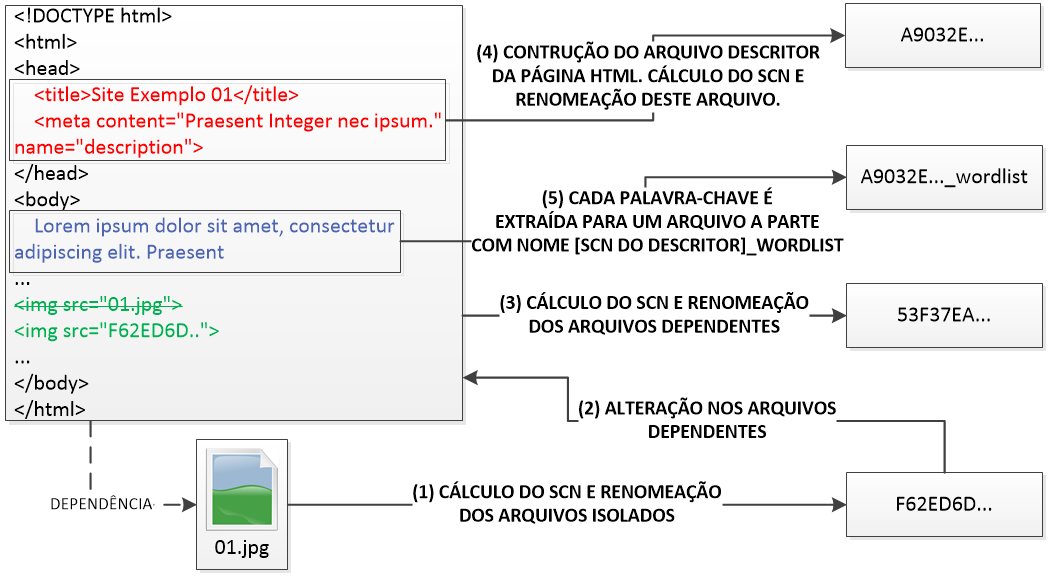 <!DOCTYPE html>
<html>
<head>
<title>Site Exemplo 01</title>
<meta content="Praesent Integer nec ipsum."
name="description">
</head>
<body>
Lorem ipsum dolor sit amet, consectetur
adipiscing elit. Praesent
...
<img src="01.jpg">
<img src="F62ED6D..">
...
</body>
</html>
(4) CONTRUÇÃO DO ARQUIVO DESCRITOR
DA PÁGINA HTML. CÁLCULO DO SCN E
RENOMEAÇÃO DESTE ARQUIVO.
A9032E...
(5) CADA PALAVRA-CHAVE É
EXTRAÍDA PARA UM ARQUIVO A PARTE
COM NOME [SCN DO DESCRITOR]_WORDLIST
A9032E..._wordlist
(3) CÁLCULO DO SCN E RENOMEAÇÃO
DOS ARQUIVOS DEPENDENTES
53F37EA...
(2) ALTERAÇÃO NOS ARQUIVOS
DEPENDENTES
DEPENDÊNCIA
01.jpg
(1) CÁLCULO DO SCN E RENOMEAÇÃO
DOS ARQUIVOS ISOLADOS
F62ED6D...